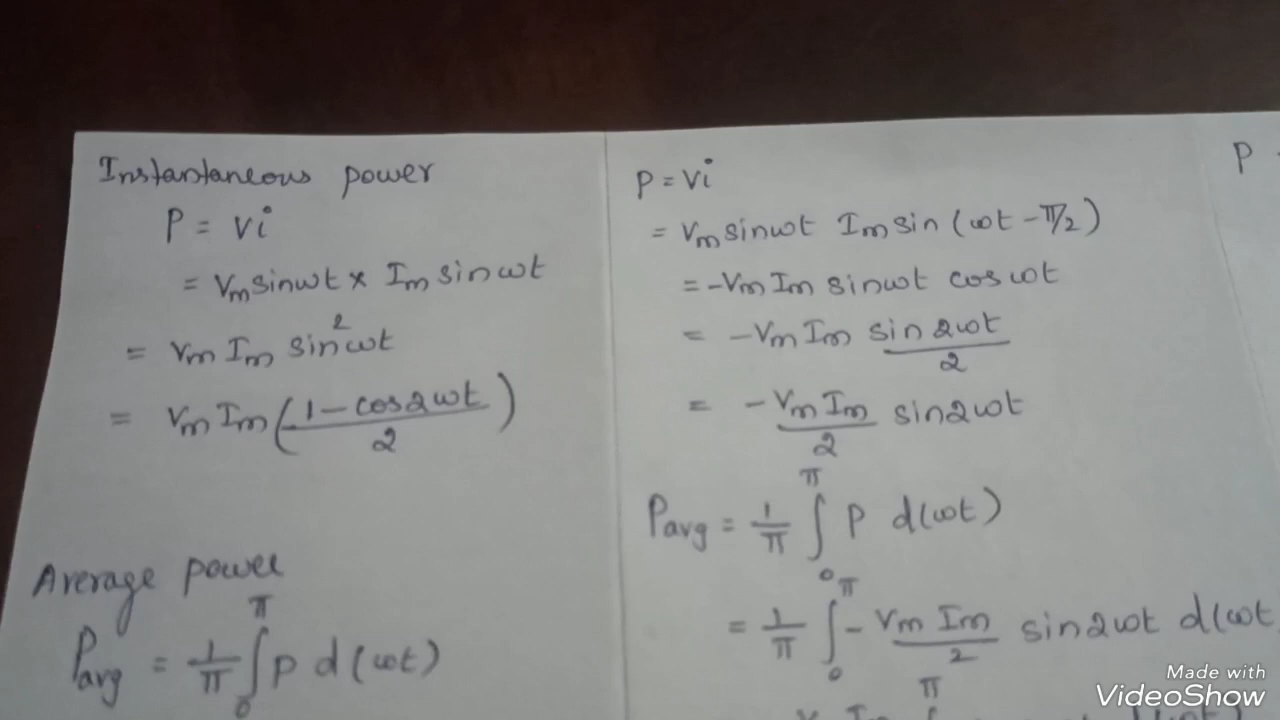 Instantaneous power
P = vi
= Vm sinωt × Im sinωt
= Vm Im sin²ωt
= Vm Im (1 - cos2ωt / 2)
Average power
Pavg = 1/π ∫₀^π p d(ωt)
P = vi
= Vm sinωt Im sin (ωt - π/2)
= -Vm Im sinωt cosωt
= -Vm Im sin2ωt / 2
= -Vm Im / 2 sin2ωt
Pavg = 1/π ∫₀^π p d(ωt)
= 1/π ∫₀^π - Vm Im / 2 sin2ωt d(ωt
P
Made with
VideoShow